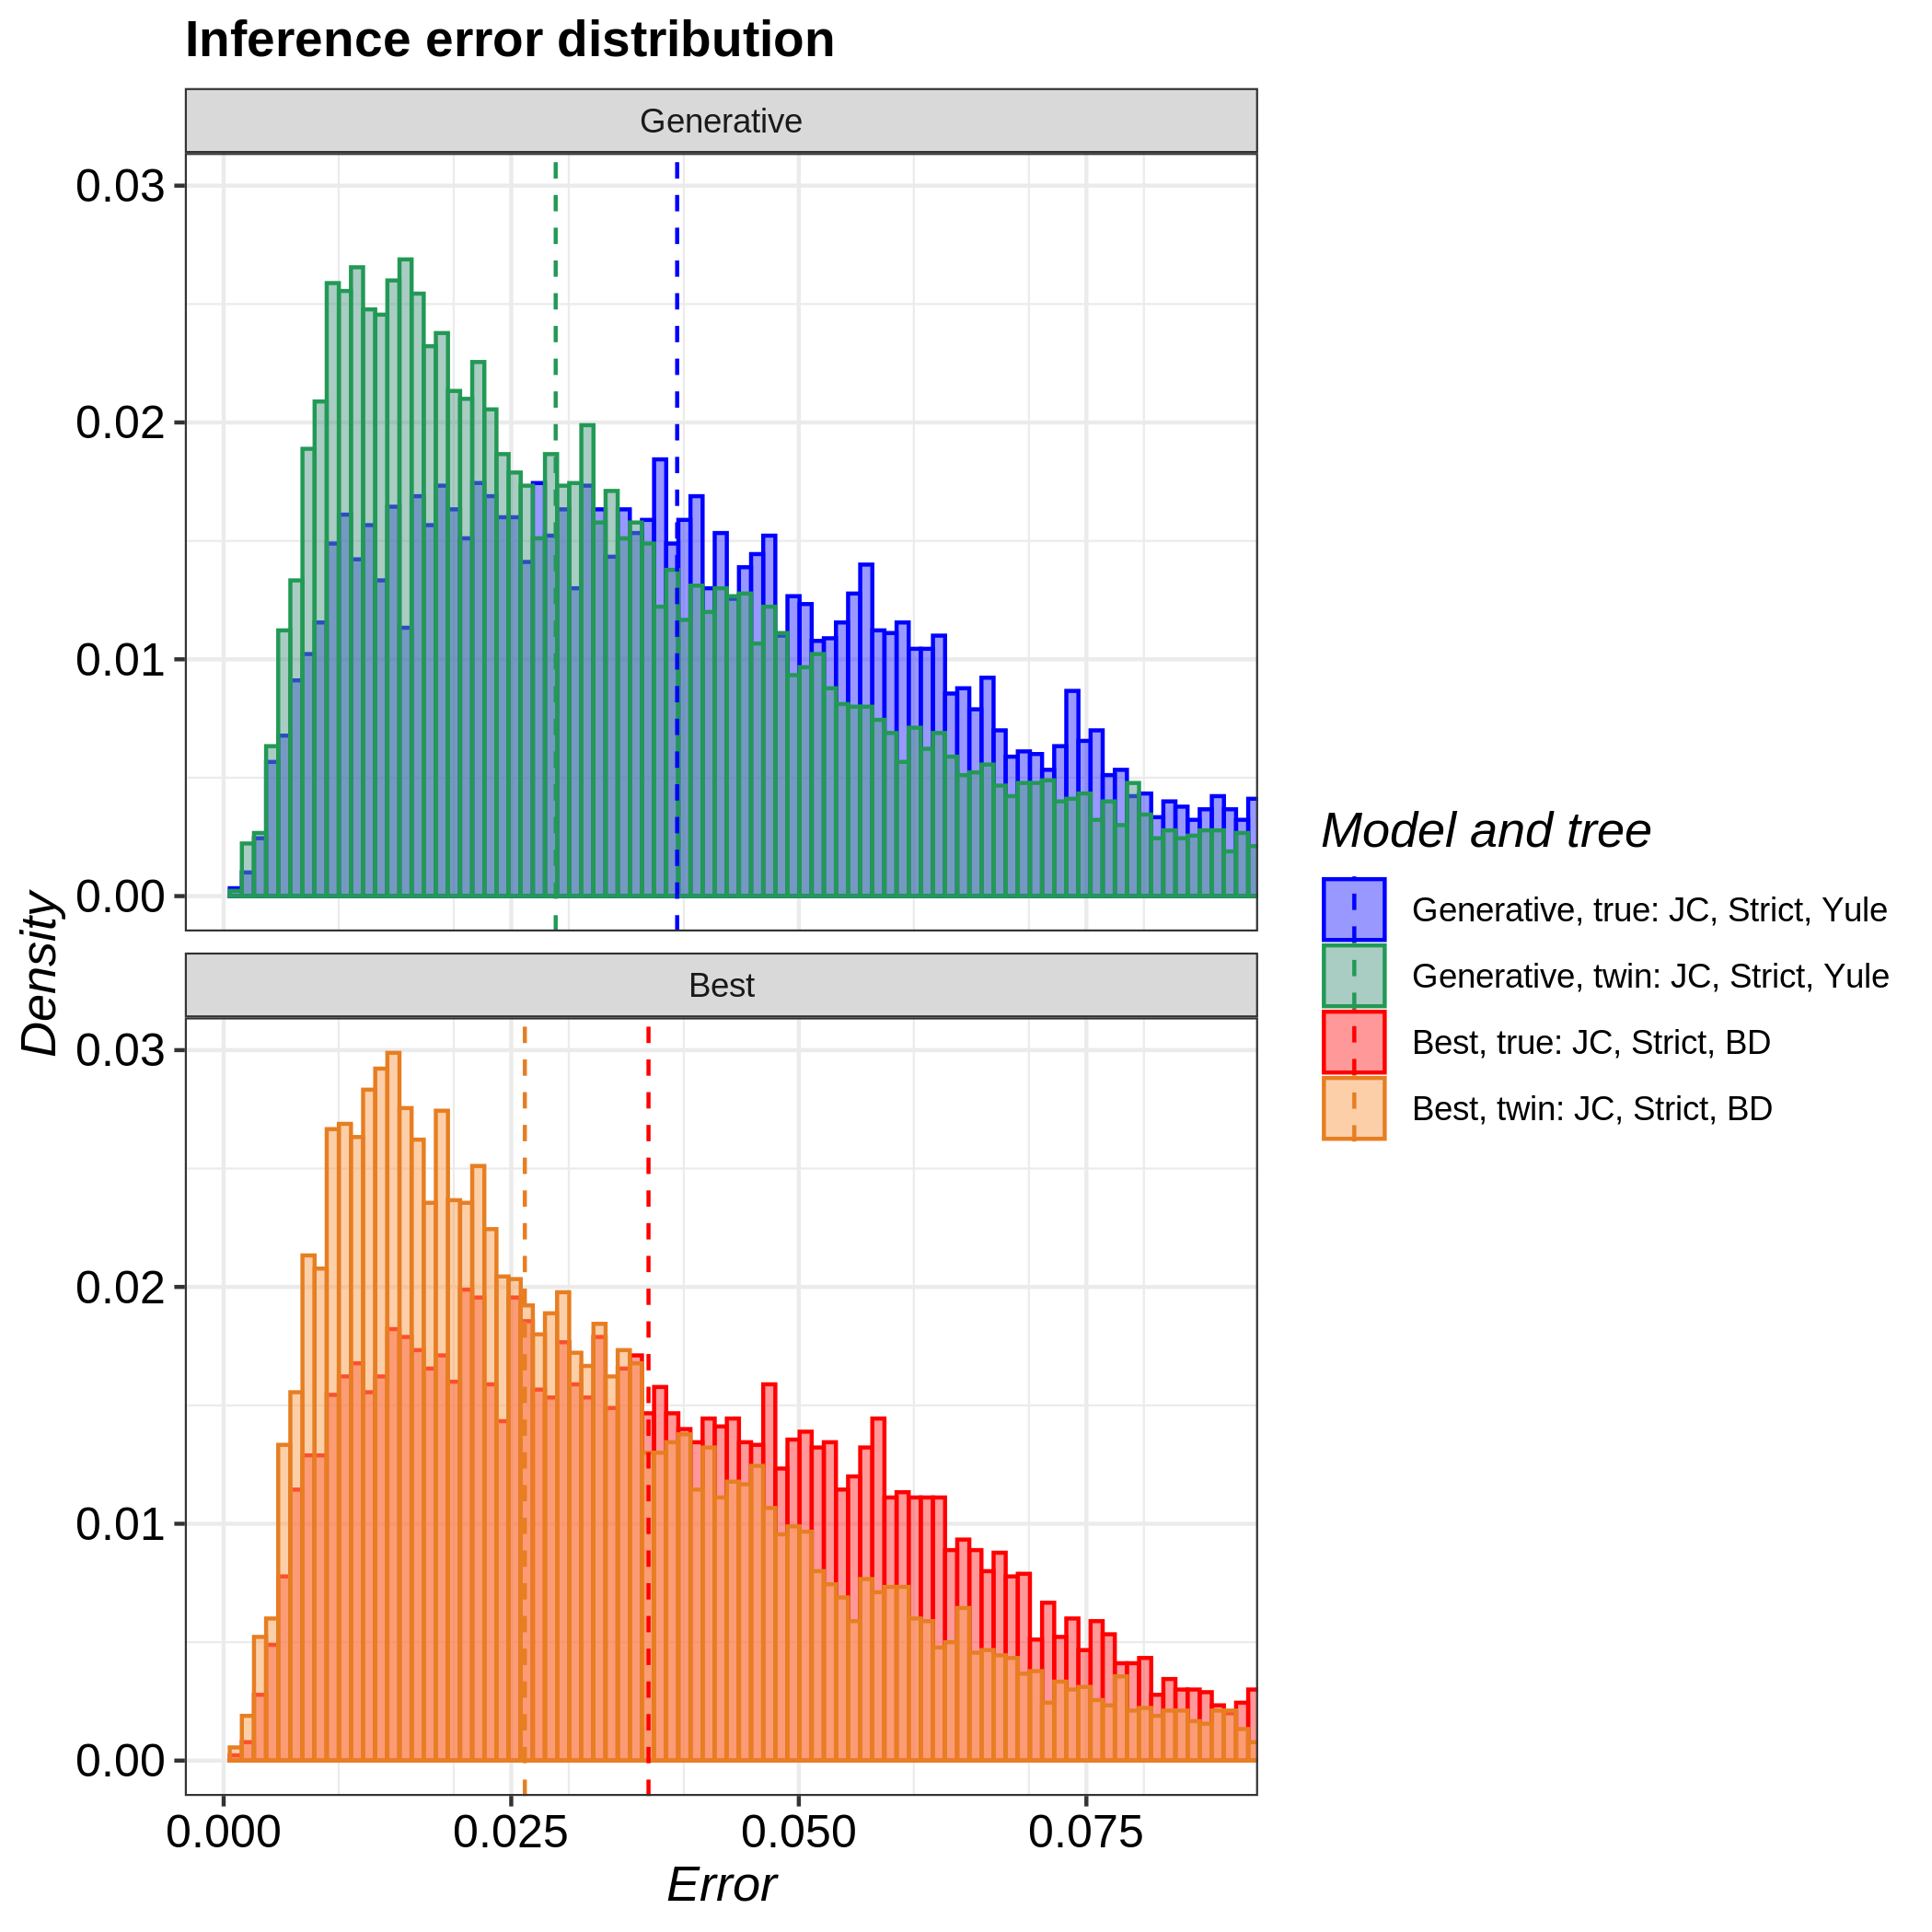 Inference error distribution
Generative
0.03
0.02
0.01
0.00
Density
Best
0.03
0.02
0.01
0.00
0.000 0.025 0.050 0.075
Error
Model and tree
Generative, true: JC, Strict, Yule
Generative, twin: JC, Strict, Yule
Best, true: JC, Strict, BD
Best, twin: JC, Strict, BD